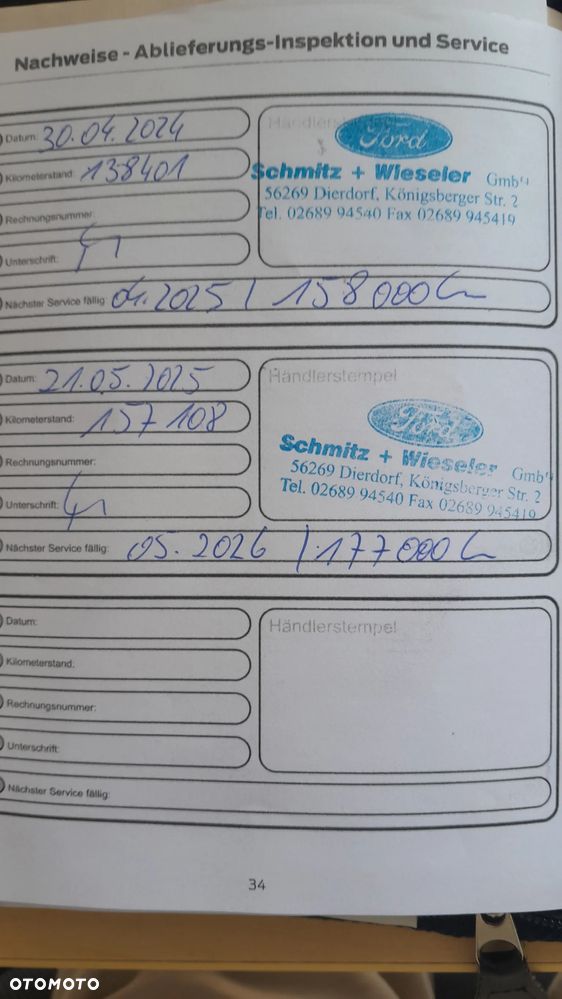 Nachweise - Ablieferungs-Inspektion und Service
Datum: 30.04.2024
Händlerst
Ford
Kilometerstand: 138401
Schmitz + Wieseler GmbH
56269 Dierdorf, Königsberger Str. 2
Tel. 02689 94540 Fax 02689 945419
Rechnungsnummer:
Unterschrift:
Nächster Service fällig: 04.2025 / 158000
Datum: 21.05.2025
Händlerstempel
Ford
Kilometerstand: 157108
Schmitz + Wieseler GmbH
56269 Dierdorf, Königsberger Str. 2
Tel. 02689 94540 Fax 02689 945419
Rechnungsnummer:
Unterschrift:
Nächster Service fällig: 05.2026 / 177000
Datum:
Händlerstempel
Kilometerstand:
Rechnungsnummer:
Unterschrift:
Nächster Service fällig:
34
OTOMOTO